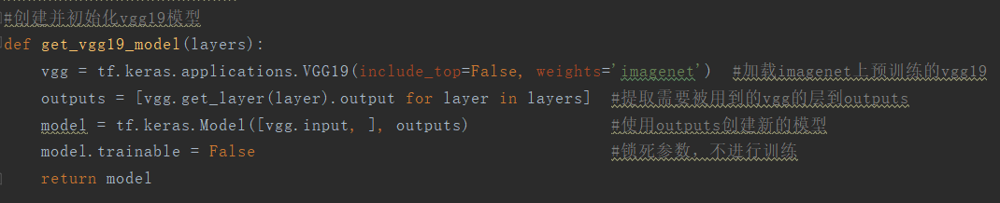 #创建并初始化vgg19模型
def get_vgg19_model(layers):
    vgg = tf.keras.applications.VGG19(include_top=False, weights='imagenet')  #加载imagenet上预训练的vgg19
    outputs = [vgg.get_layer(layer).output for layer in layers]  #提取需要被用到的vgg的层到outputs
    model = tf.keras.Model([vgg.input, ], outputs)               #使用outputs创建新的模型
    model.trainable = False                                      #锁死参数，不进行训练
    return model